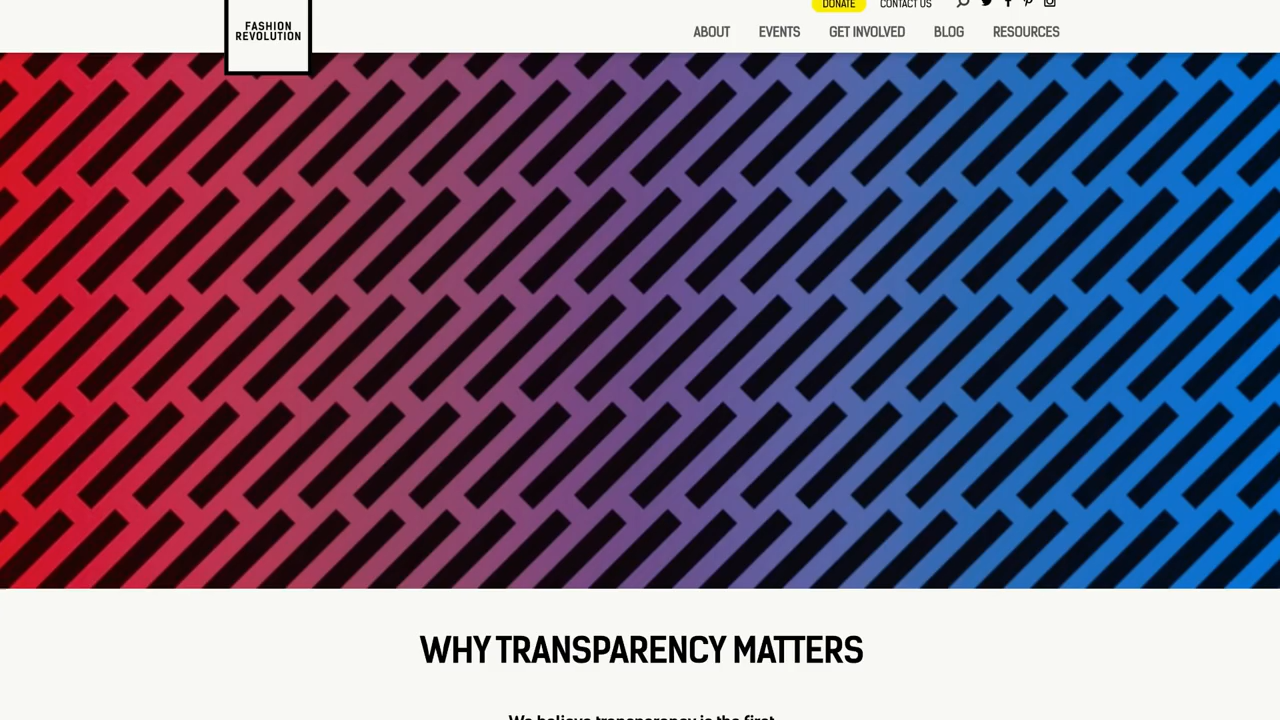 DONATE
CONTACT US
FASHION
REVOLUTION
ABOUT
EVENTS
GET INVOLVED
BLOG
RESOURCES
WHY TRANSPARENCY MATTERS
We believe transparency is the first